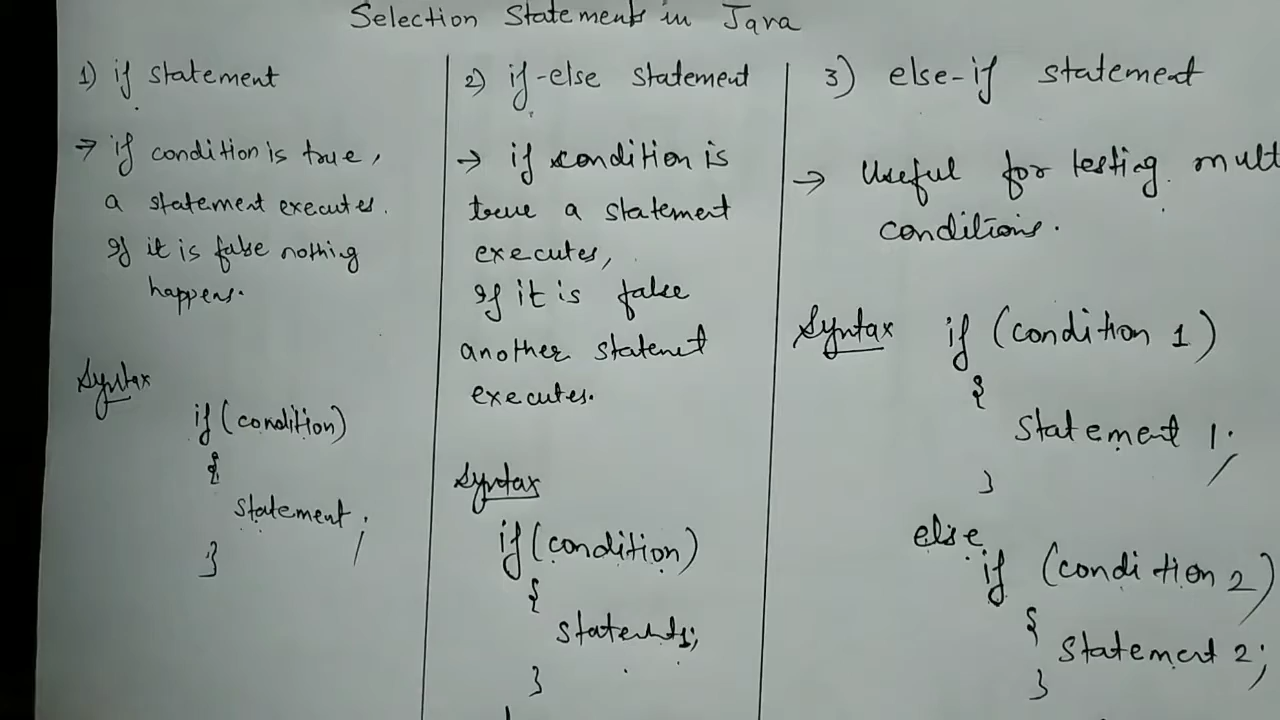 Selection Statements in Java
1) if statement
→ if condition is true,
a statement executes.
If it is false nothing
happens.
Syntax
if (condition)
{
statement;
}
2) if-else statement
→ if condition is
true a statement
executes,
If it is false
another statemet
executes.
Syntax
if (condition)
{
}
3) else-if statement
→ Useful for testing mult
conditions.
Syntax if (condition 1)
{
Statement 1;
}
else
if (condition 2)
{
Statement 2;
}